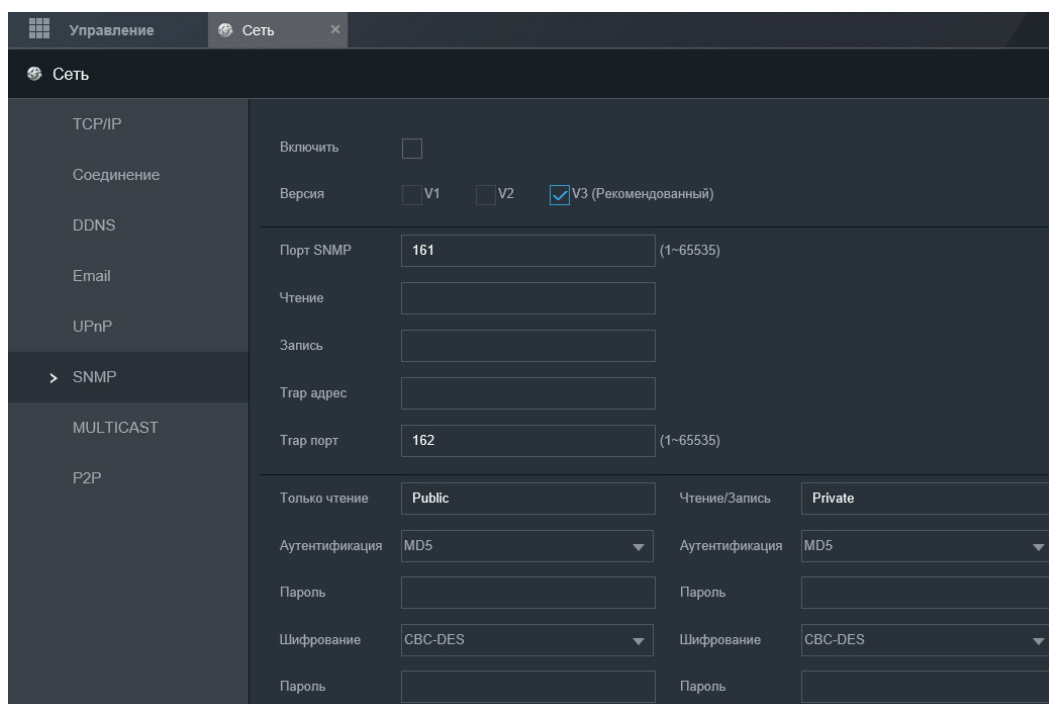 Управление
Сеть ×
Сеть
TCP/IP
Соединение
DDNS
Email
UPnP
SNMP
MULTICAST
P2P
Включить
Версия V1 V2 V3 (Рекомендованный)
Порт SNMP 161 (1~65535)
Чтение
Запись
Trap адрес
Trap порт 162 (1~65535)
Только чтение Public Чтение/Запись Private
Аутентификация MD5 Аутентификация MD5
Пароль Пароль
Шифрование CBC-DES Шифрование CBC-DES
Пароль Пароль